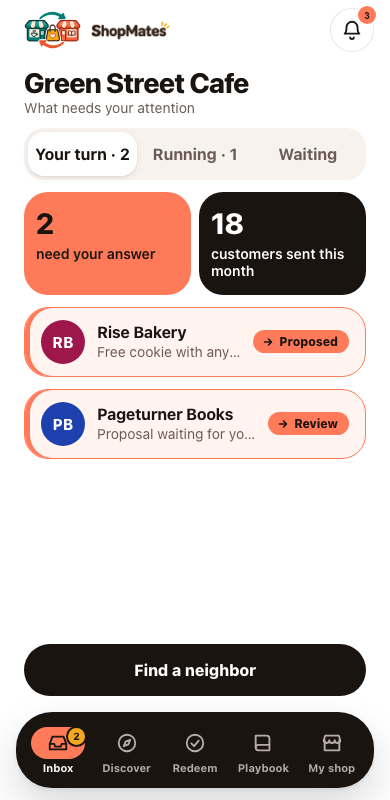 ShopMates
3
Green Street Cafe
What needs your attention
Your turn · 2
Running · 1
Waiting
2
need your answer
18
customers sent this
month
RB
Rise Bakery
Free cookie with any...
→ Proposed
PB
Pageturner Books
Proposal waiting for yo...
→ Review
Find a neighbor
2
Inbox
Discover
Redeem
Playbook
My shop